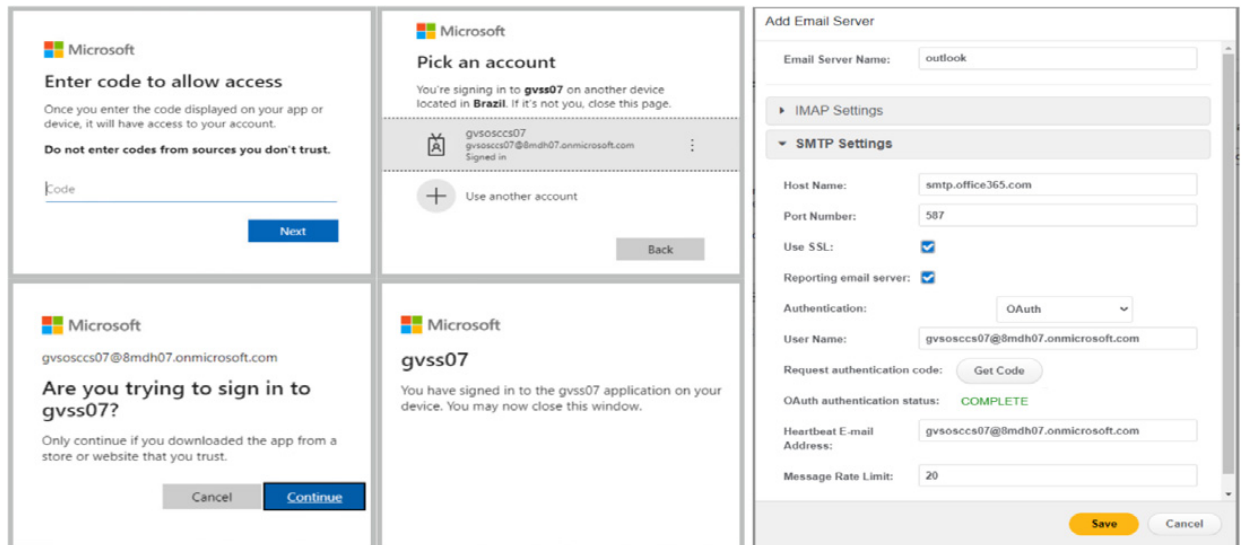 Microsoft
Enter code to allow access
Once you enter the code displayed on your app or
device, it will have access to your account.
Do not enter codes from sources you don't trust.
Code
Next
Microsoft
Pick an account
You're signing in to gvss07 on another device
located in Brazil. If it's not you, close this page.
gvsosccs07
gvsosccs07@8mdh07.onmicrosoft.com
Signed in
Use another account
Back
Microsoft
gvsosccs07@8mdh07.onmicrosoft.com
Are you trying to sign in to
gvss07?
Only continue if you downloaded the app from a
store or website that you trust.
Cancel
Continue
Microsoft
gvss07
You have signed in to the gvss07 application on your
device. You may now close this window.
Add Email Server
Email Server Name: outlook
IMAP Settings
SMTP Settings
Host Name: smtp.office365.com
Port Number: 587
Use SSL:
Reporting email server:
Authentication: OAuth
User Name: gvsosccs07@8mdh07.onmicrosoft.com
Request authentication code: Get Code
OAuth authentication status: COMPLETE
Heartbeat E-mail gvsosccs07@8mdh07.onmicrosoft.com
Address:
Message Rate Limit: 20
Save Cancel